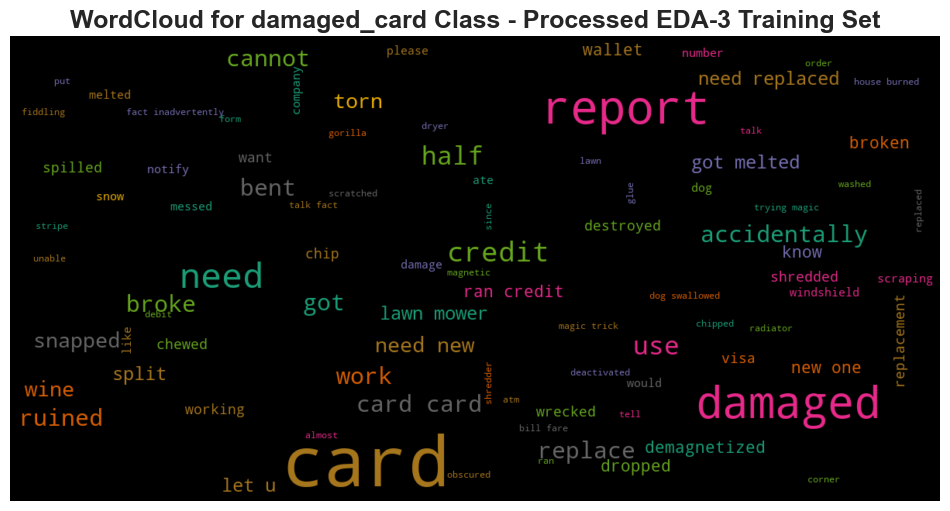 WordCloud for damaged_card Class - Processed EDA-3 Training Set
cannot
please
wallet
number
order
put
melted
company
torn
need replaced
house burned
fiddling
fact inadvertently
form
report
gorilla
dryer
talk
broken
spilled
notify
want
half
lawn
got melted
snow
bent
scratched
ate
glue
dog
washed
messed
talk fact
since
trying magic
replaced
stripe
destroyed
accidentally
unable
chip
credit
know
need
damage
magnetic
shredded
scraping
broke
got
ran credit
dog swallowed
windshield
debit
lawn mower
magic trick
chipped
radiator
replacement
snapped
like
chewed
need new
use
visa
new one
split
work
shredder
deactivated
would
wine
ruined
working
card card
atm
wrecked
tell
damaged
almost
bill fare
replace
demagnetized
card
obscured
ran
dropped
corner
let u